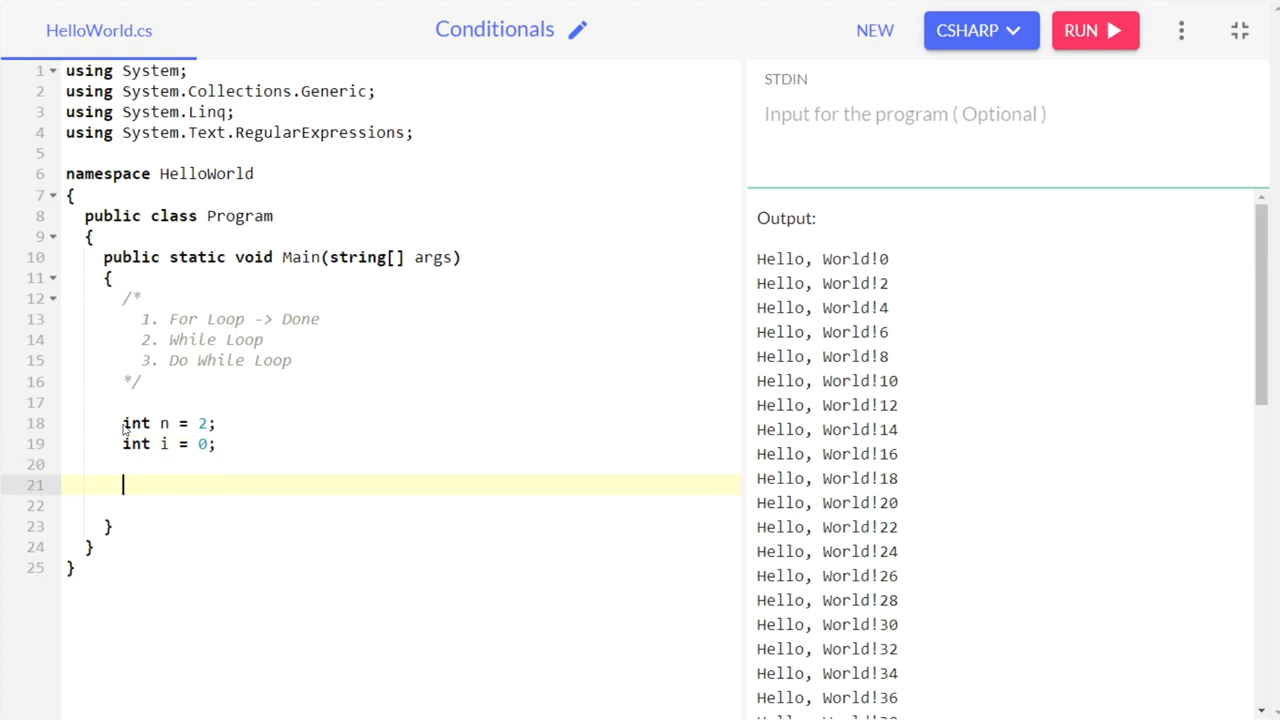 HelloWorld.cs
Conditionals
NEW
CSHARP
RUN
1 using System;
2 using System.Collections.Generic;
3 using System.Linq;
4 using System.Text.RegularExpressions;
5
6 namespace HelloWorld
7 {
8 public class Program
9 {
10 public static void Main(string[] args)
11 {
12 /*
13 1. For Loop -> Done
14 2. While Loop
15 3. Do While Loop
16 */
17
18 int n = 2;
19 int i = 0;
20
21
22
23 }
24 }
25 }
STDIN
Input for the program ( Optional )
Output:
Hello, World!0
Hello, World!2
Hello, World!4
Hello, World!6
Hello, World!8
Hello, World!10
Hello, World!12
Hello, World!14
Hello, World!16
Hello, World!18
Hello, World!20
Hello, World!22
Hello, World!24
Hello, World!26
Hello, World!28
Hello, World!30
Hello, World!32
Hello, World!34
Hello, World!36